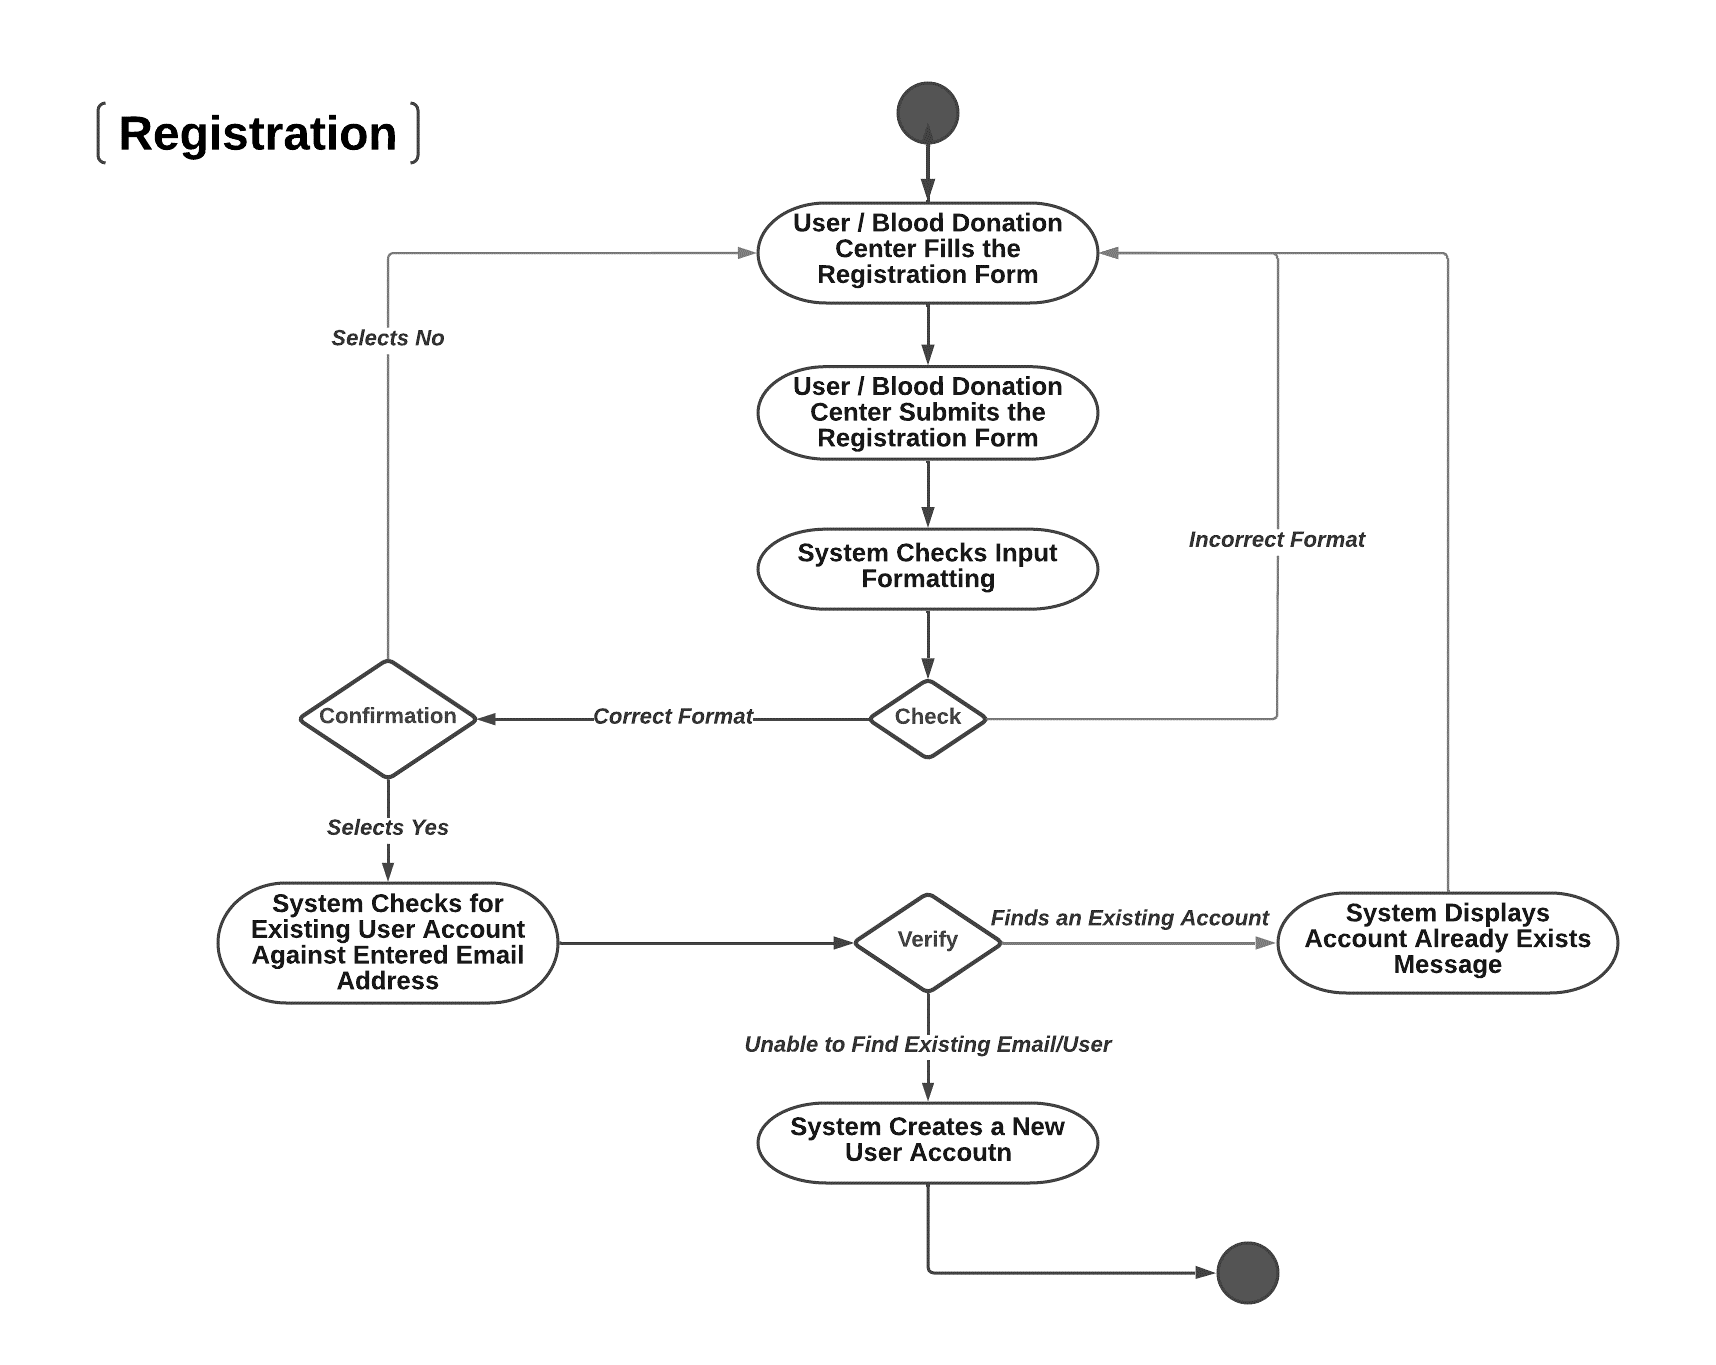 Registration
User / Blood Donation
Center Fills the
Registration Form
Selects No
User / Blood Donation
Center Submits the
Registration Form
System Checks Input
Formatting
Incorrect Format
Confirmation
Correct Format
Check
Selects Yes
System Checks for
Existing User Account
Against Entered Email
Address
Verify
Finds an Existing Account
System Displays
Account Already Exists
Message
Unable to Find Existing Email/User
System Creates a New
User Accoutn